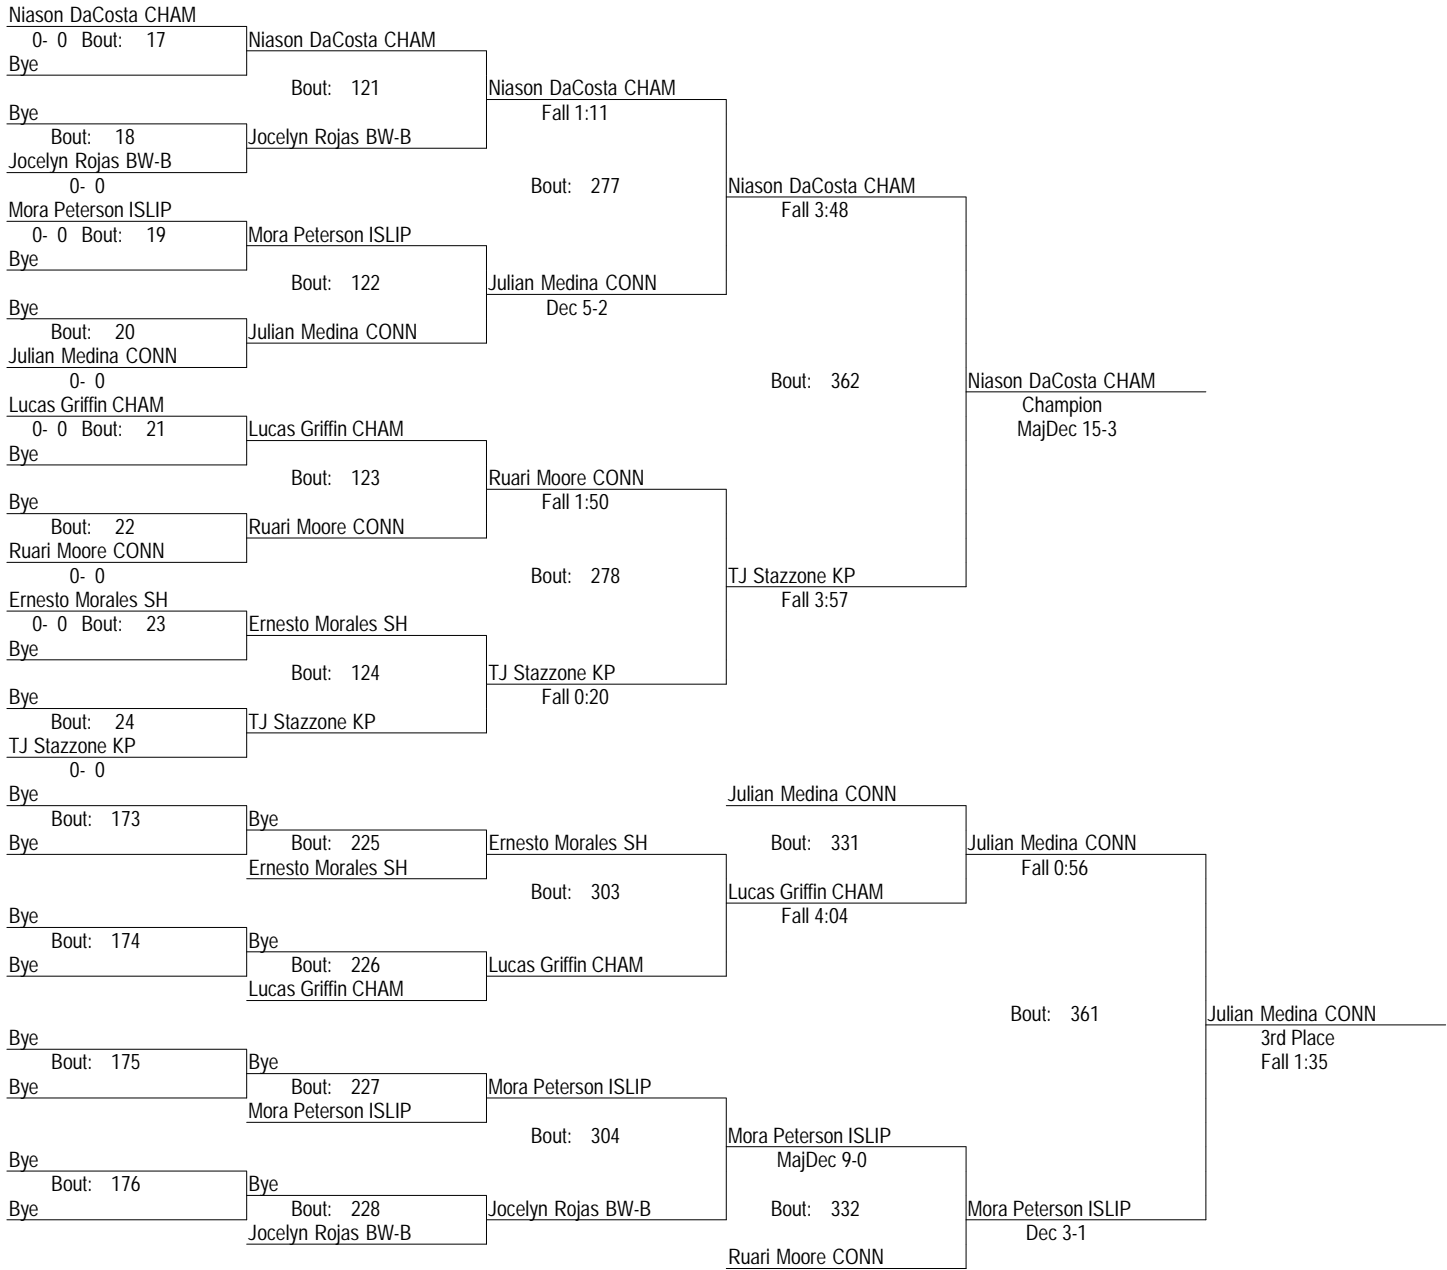 Niason DaCosta CHAM
0- 0 Bout: 17
Niason DaCosta CHAM
Bye
Bout: 121
Niason DaCosta CHAM
Bye
Fall 1:11
Bout: 18
Jocelyn Rojas BW-B
Jocelyn Rojas BW-B
0- 0
Bout: 277
Niason DaCosta CHAM
Mora Peterson ISLIP
Fall 3:48
0- 0 Bout: 19
Mora Peterson ISLIP
Bye
Bout: 122
Julian Medina CONN
Bye
Dec 5-2
Bout: 20
Julian Medina CONN
Julian Medina CONN
0- 0
Bout: 362
Niason DaCosta CHAM
Lucas Griffin CHAM
Champion
0- 0 Bout: 21
Lucas Griffin CHAM
MajDec 15-3
Bye
Bout: 123
Ruari Moore CONN
Bye
Fall 1:50
Bout: 22
Ruari Moore CONN
Ruari Moore CONN
0- 0
Bout: 278
TJ Stazzone KP
Ernesto Morales SH
Fall 3:57
0- 0 Bout: 23
Ernesto Morales SH
Bye
Bout: 124
TJ Stazzone KP
Bye
Fall 0:20
Bout: 24
TJ Stazzone KP
TJ Stazzone KP
0- 0
Bye
Julian Medina CONN
Bout: 173
Bye
Bye
Bout: 225
Ernesto Morales SH
Bout: 331
Julian Medina CONN
Ernesto Morales SH
Fall 0:56
Bout: 303
Lucas Griffin CHAM
Bye
Fall 4:04
Bout: 174
Bye
Bye
Bout: 226
Lucas Griffin CHAM
Lucas Griffin CHAM
Bout: 361
Julian Medina CONN
Bye
3rd Place
Bout: 175
Bye
Fall 1:35
Bye
Bout: 227
Mora Peterson ISLIP
Mora Peterson ISLIP
Bout: 304
Mora Peterson ISLIP
Bye
MajDec 9-0
Bout: 176
Bye
Bye
Bout: 228
Jocelyn Rojas BW-B
Bout: 332
Mora Peterson ISLIP
Jocelyn Rojas BW-B
Dec 3-1
Ruari Moore CONN